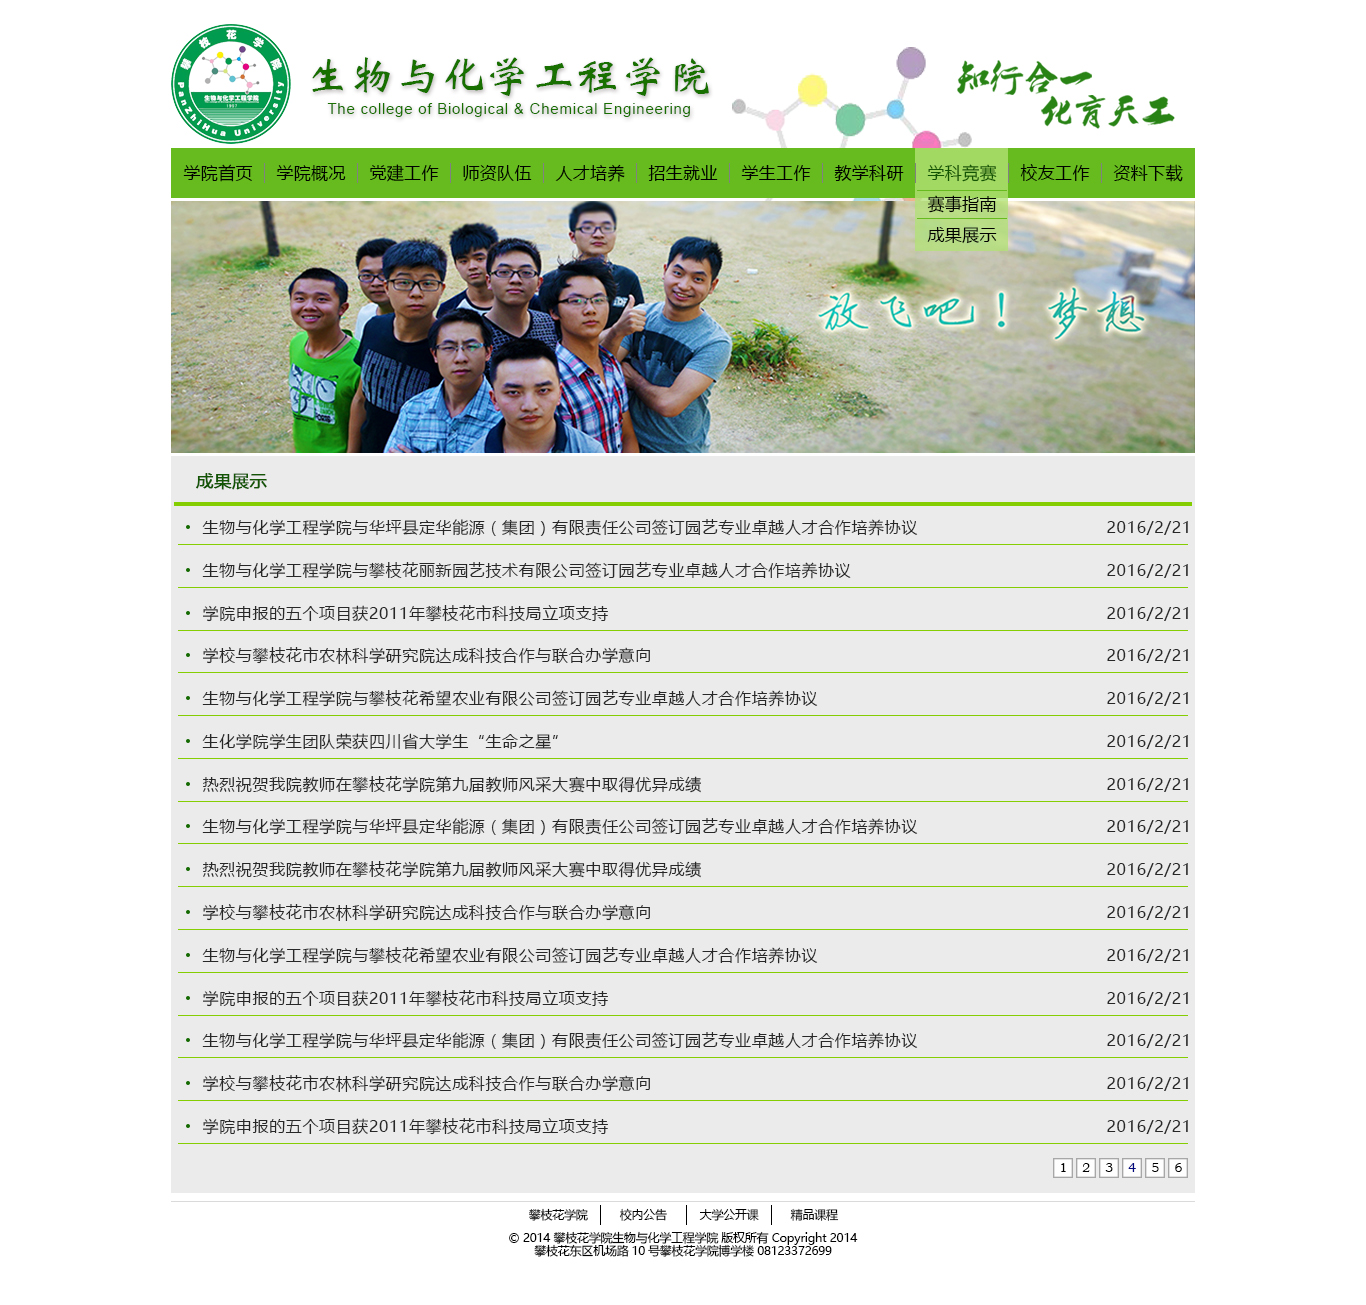 攀枝花学院
生物与化学工程学院
1907
PanZhiHua University
生物与化学工程学院
The college of Biological & Chemical Engineering
知行合一
化育天工
学院首页 学院概况 党建工作 师资队伍 人才培养 招生就业 学生工作 教学科研 学科竞赛 校友工作 资料下载
赛事指南
成果展示
放飞吧！梦想
成果展示
生物与化学工程学院与华坪县定华能源（集团）有限责任公司签订园艺专业卓越人才合作培养协议 2016/2/21
生物与化学工程学院与攀枝花丽新园艺技术有限公司签订园艺专业卓越人才合作培养协议 2016/2/21
学院申报的五个项目获2011年攀枝花市科技局立项支持 2016/2/21
学校与攀枝花市农林科学研究院达成科技合作与联合办学意向 2016/2/21
生物与化学工程学院与攀枝花希望农业有限公司签订园艺专业卓越人才合作培养协议 2016/2/21
生化学院学生团队荣获四川省大学生“生命之星” 2016/2/21
热烈祝贺我院教师在攀枝花学院第九届教师风采大赛中取得优异成绩 2016/2/21
生物与化学工程学院与华坪县定华能源（集团）有限责任公司签订园艺专业卓越人才合作培养协议 2016/2/21
热烈祝贺我院教师在攀枝花学院第九届教师风采大赛中取得优异成绩 2016/2/21
学校与攀枝花市农林科学研究院达成科技合作与联合办学意向 2016/2/21
生物与化学工程学院与攀枝花希望农业有限公司签订园艺专业卓越人才合作培养协议 2016/2/21
学院申报的五个项目获2011年攀枝花市科技局立项支持 2016/2/21
生物与化学工程学院与华坪县定华能源（集团）有限责任公司签订园艺专业卓越人才合作培养协议 2016/2/21
学校与攀枝花市农林科学研究院达成科技合作与联合办学意向 2016/2/21
学院申报的五个项目获2011年攀枝花市科技局立项支持 2016/2/21
1 2 3 4 5 6
攀枝花学院 校内公告 大学公开课 精品课程
© 2014 攀枝花学院生物与化学工程学院 版权所有 Copyright 2014
攀枝花东区机场路 10 号攀枝花学院博学楼 08123372699